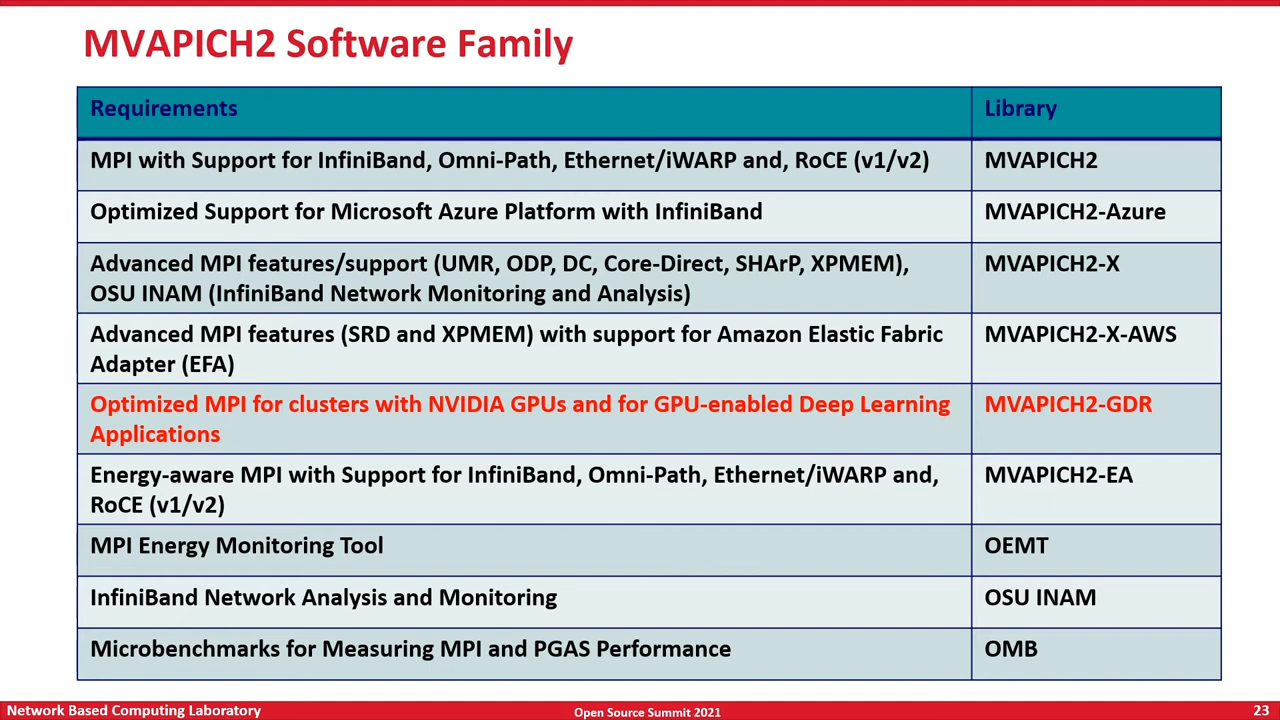 MVAPICH2 Software Family
Requirements
Library
MPI with Support for InfiniBand, Omni-Path, Ethernet/iWARP and, RoCE (v1/v2)
MVAPICH2
Optimized Support for Microsoft Azure Platform with InfiniBand
MVAPICH2-Azure
Advanced MPI features/support (UMR, ODP, DC, Core-Direct, SHArP, XPMEM),
OSU INAM (InfiniBand Network Monitoring and Analysis)
MVAPICH2-X
Advanced MPI features (SRD and XPMEM) with support for Amazon Elastic Fabric
Adapter (EFA)
MVAPICH2-X-AWS
Optimized MPI for clusters with NVIDIA GPUs and for GPU-enabled Deep Learning
Applications
MVAPICH2-GDR
Energy-aware MPI with Support for InfiniBand, Omni-Path, Ethernet/iWARP and,
RoCE (v1/v2)
MVAPICH2-EA
MPI Energy Monitoring Tool
OEMT
InfiniBand Network Analysis and Monitoring
OSU INAM
Microbenchmarks for Measuring MPI and PGAS Performance
OMB
Network Based Computing Laboratory
Open Source Summit 2021
23